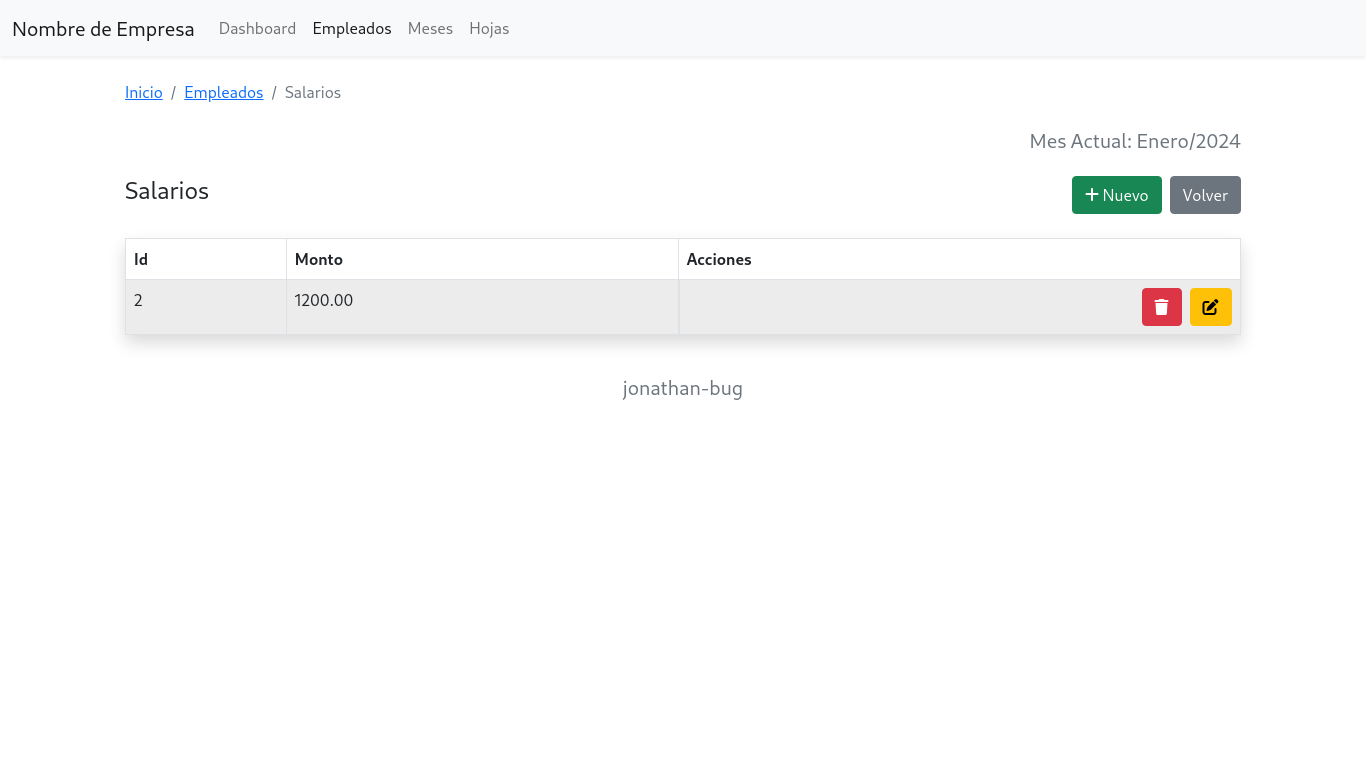 Nombre de Empresa Dashboard Empleados Meses Hojas
Inicio / Empleados / Salarios
Mes Actual: Enero/2024
Salarios
Nuevo Volver
Id Monto Acciones
2 1200.00
jonathan-bug